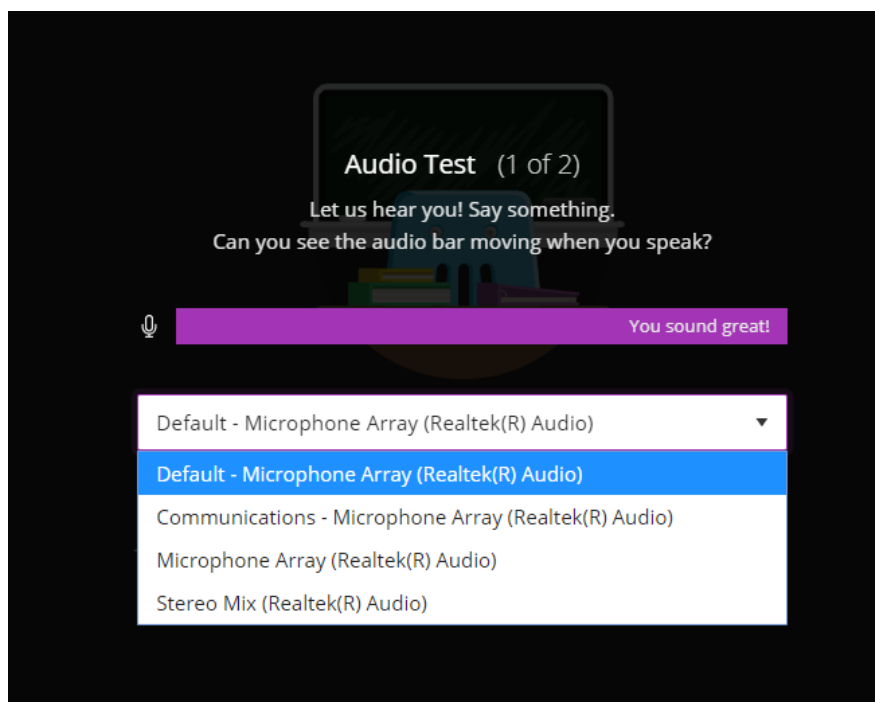 Audio Test (1 of 2)
Let us hear you! Say something.
Can you see the audio bar moving when you speak?
You sound great!
Default - Microphone Array (Realtek(R) Audio)
Default - Microphone Array (Realtek(R) Audio)
Communications - Microphone Array (Realtek(R) Audio)
Microphone Array (Realtek(R) Audio)
Stereo Mix (Realtek(R) Audio)